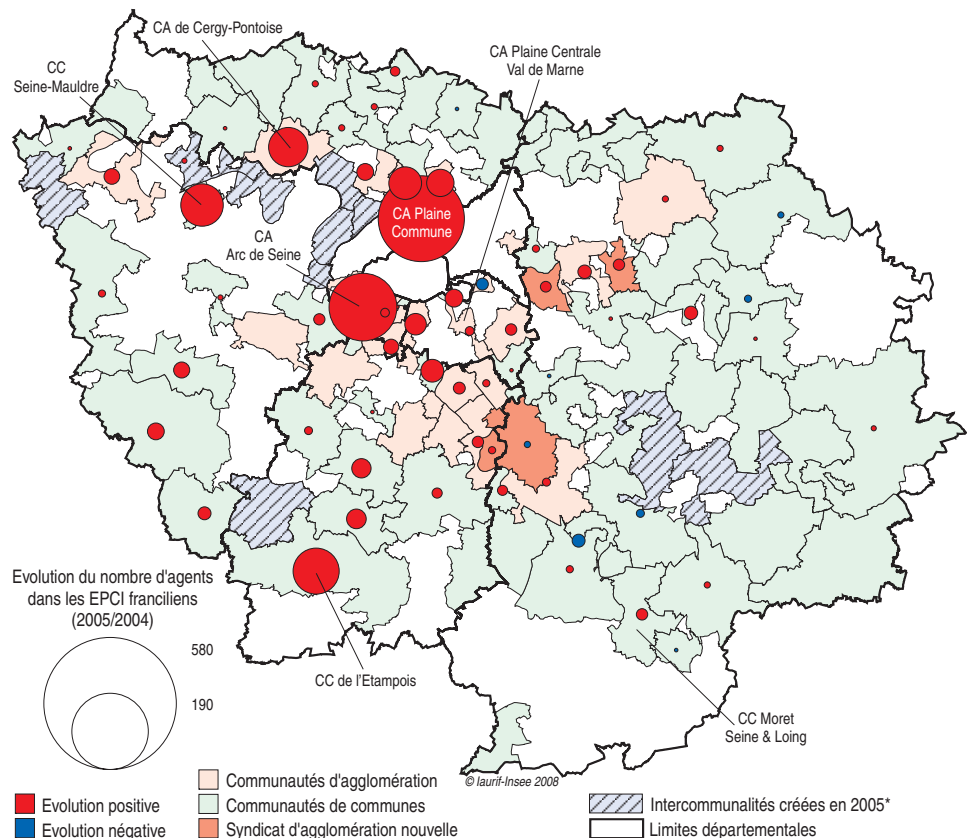 CA de Cergy-Pontoise
CC
Seine-Mauldre
CA Plaine Centrale
Val de Marne
CA Plaine
Commune
CA
Arc de Seine
Evolution du nombre d'agents
dans les EPCI franciliens
(2005/2004)
580
190
CC de l'Etampois
CC Moret
Seine & Loing
© Iaurif-Insee 2008
Evolution positive
Evolution négative
Communautés d'agglomération
Communautés de communes
Syndicat d'agglomération nouvelle
Intercommunalités créées en 2005*
Limites départementales